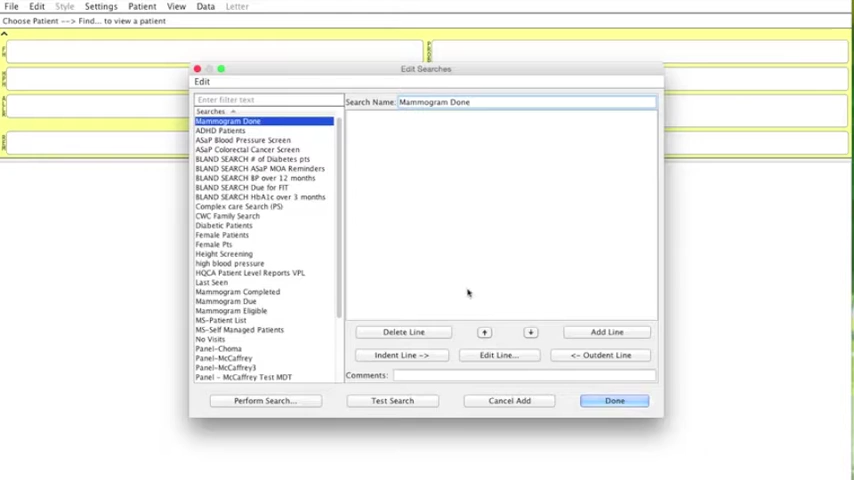 File Edit Style Settings Patient View Searches Data Letter
Choose Patient --> Find... to view a patient
Edit Searches
Edit
Enter filter text
Search Name: Mammogram Done
Searches
Mammogram Done
ADHD Patients
ASaP Blood Pressure Screen
ASaP Colorectal Cancer Screen
BLAND SEARCH # of Diabetes pts
BLAND SEARCH ASaP MOA Reminders
BLAND SEARCH BP over 12 months
BLAND SEARCH Due for FIT
BLAND SEARCH HbA1c over 3 months
Complex care Search (PS)
CWC Family Search
Diabetic Patients
Female Patients
Female Pts
Height Screening
high blood pressure
HQCA Patient Level Reports VPL
Last Seen
Mammogram Completed
Mammogram Due
Mammogram Eligible
MS-Patient List
MS-Self Managed Patients
No Visits
Panel-Choma
Panel-McCaffrey
Panel-McCaffrey3
Panel - McCaffrey Test MDT
Delete Line Add Line
Indent Line -> Edit Line... <- Outdent Line
Comments:
Perform Search... Test Search Cancel Add Done